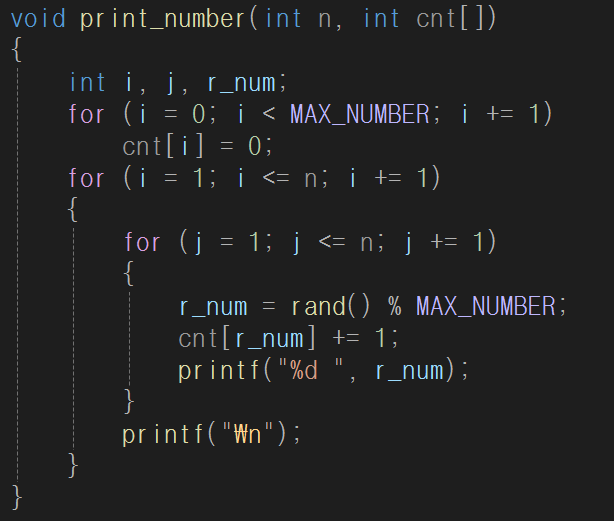 void print_number(int n, int cnt[])
{
int i, j, r_num;
for (i = 0; i < MAX_NUMBER; i += 1)
cnt[i] = 0;
for (i = 1; i <= n; i += 1)
{
for (j = 1; j <= n; j += 1)
{
r_num = rand() % MAX_NUMBER;
cnt[r_num] += 1;
printf("%d ", r_num);
}
printf("₩n");
}
}